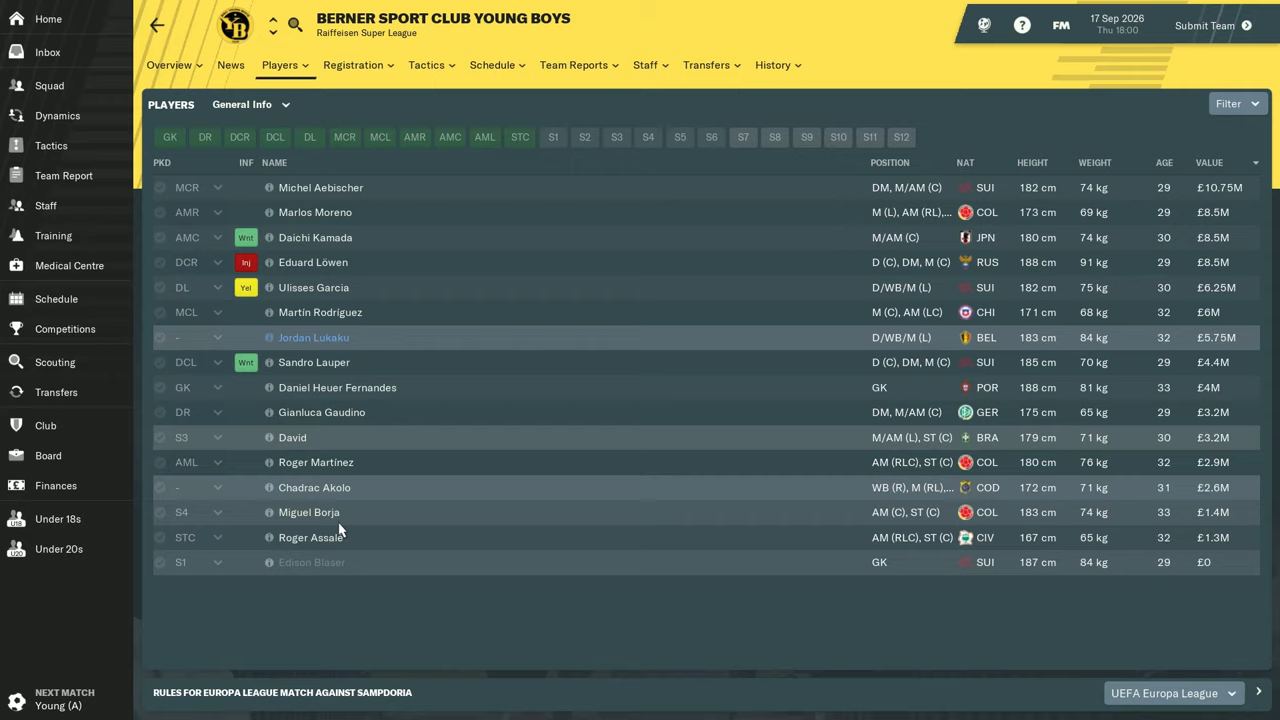 Home
Inbox
Squad
Dynamics
Tactics
Team Report
Staff
Training
Medical Centre
Schedule
Competitions
Scouting
Transfers
Club
Board
Finances
U18 Under 18s
U20 Under 20s
NEXT MATCH
Young (A)
BERNER SPORT CLUB YOUNG BOYS
Raiffeisen Super League
? FM 17 Sep 2026
Thu 18:00 Submit Team
Overview News Players Registration Tactics Schedule Team Reports Staff Transfers History
PLAYERS General Info Filter
GK DR DCR DCL DL MCR MCL AMR AMC AML STC S1 S2 S3 S4 S5 S6 S7 S8 S9 S10 S11 S12
PKD INF NAME POSITION NAT HEIGHT WEIGHT AGE VALUE
MCR Michel Aebischer DM, M/AM (C) SUI 182 cm 74 kg 29 £10.75M
AMR Marlos Moreno M (L), AM (RL),... COL 173 cm 69 kg 29 £8.5M
AMC Wnt Daichi Kamada M/AM (C) JPN 180 cm 74 kg 30 £8.5M
DCR Inj Eduard Löwen D (C), DM, M (C) RUS 188 cm 91 kg 29 £8.5M
DL Yel Ulisses Garcia D/WB/M (L) SUI 182 cm 75 kg 30 £6.25M
MCL Martín Rodríguez M (C), AM (LC) CHI 171 cm 68 kg 32 £6M
- Jordan Lukaku D/WB/M (L) BEL 183 cm 84 kg 32 £5.75M
DCL Wnt Sandro Lauper D (C), DM, M (C) SUI 185 cm 70 kg 29 £4.4M
GK Daniel Heuer Fernandes GK POR 188 cm 81 kg 33 £4M
DR Gianluca Gaudino DM, M/AM (C) GER 175 cm 65 kg 29 £3.2M
S3 David M/AM (L), ST (C) BRA 179 cm 71 kg 30 £3.2M
AML Roger Martínez AM (RLC), ST (C) COL 180 cm 76 kg 32 £2.9M
- Chadrac Akolo WB (R), M (RL),... COD 172 cm 71 kg 31 £2.6M
S4 Miguel Borja AM (C), ST (C) COL 183 cm 74 kg 33 £1.4M
STC Roger Assalé AM (RLC), ST (C) CIV 167 cm 65 kg 32 £1.3M
S1 Edison Blaser GK SUI 187 cm 84 kg 29 £0
RULES FOR EUROPA LEAGUE MATCH AGAINST SAMPDORIA UEFA Europa League